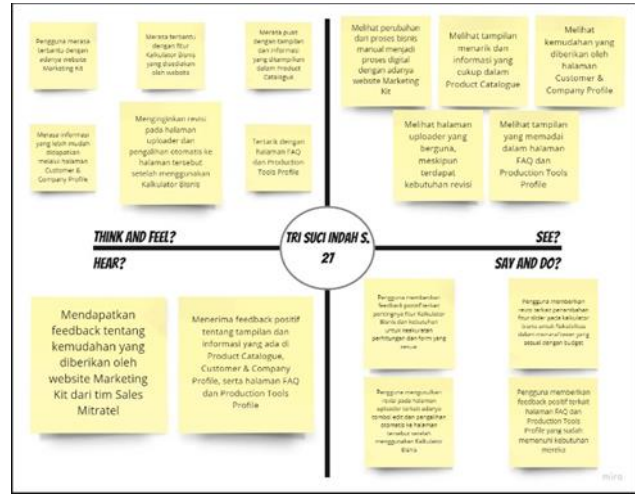 Pengguna merasa
terbantu dengan
adanya website
Marketing Kit
Merasa terbantu
dengan fitur
Kalkulator Bisnis
yang disediakan
oleh website
Merasa puas
dengan tampilan
dan informasi
yang ditampilkan
dalam Product
Catalogue
Merasa informasi
yang lebih mudah
didapatkan
melalui halaman
Customer &
Company Profile
Menginginkan revisi
pada halaman
uploader dan
pengalihan otomatis ke
halaman tersebut
setelah menggunakan
Kalkulator Bisnis
Tertarik dengan
halaman FAQ
dan Production
Tools Profile
Melihat perubahan
dari proses bisnis
manual menjadi
proses digital
dengan adanya
website Marketing
Kit
Melihat tampilan
menarik dan
informasi yang
cukup dalam
Product Catalogue
Melihat
kemudahan yang
diberikan oleh
halaman
Customer &
Company Profile
Melihat halaman
uploader yang
berguna,
meskipun
terdapat
kebutuhan revisi
Melihat tampilan
yang memadai
dalam halaman
FAQ dan
Production Tools
Profile
THINK AND FEEL?
SEE?
TRI SUCI INDAH S.
27
HEAR?
SAY AND DO?
Mendapatkan
feedback tentang
kemudahan yang
diberikan oleh
website Marketing
Kit dari tim Sales
Mitratel
Menerima feedback positif
tentang tampilan dan
informasi yang ada di
Product Catalogue,
Customer & Company
Profile, serta halaman FAQ
dan Production Tools
Profile
Pengguna memberikan
feedback positif terkait
pentingnya fitur Kalkulator
Bisnis dan kebutuhan
untuk keakuratan
perhitungan dan form yang
sesuai
Pengguna memberikan
revisi terkait penambahan
fitur slider pada kalkulator
bisnis untuk fleksibilitas
dalam
yang
sesuai dengan budget
Pengguna mengusulkan
revisi pada halaman
uploader terkait adanya
tombol edit dan pengalihan
otomatis ke halaman
tersebut setelah
menggunakan Kalkulator
Bisnis
Pengguna memberikan
feedback positif terkait
halaman FAQ dan
Production Tools
Profile yang sudah
memenuhi kebutuhan
mereka
miro